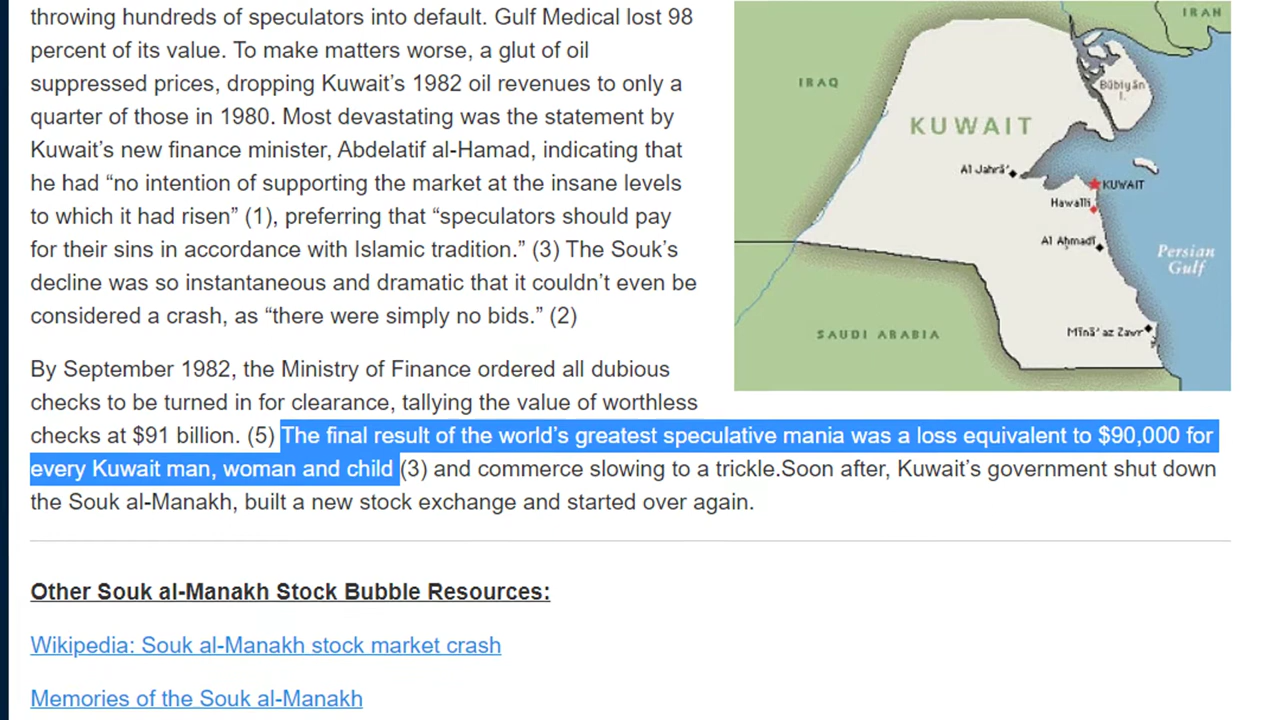 throwing hundreds of speculators into default. Gulf Medical lost 98
percent of its value. To make matters worse, a glut of oil
suppressed prices, dropping Kuwait’s 1982 oil revenues to only a
quarter of those in 1980. Most devastating was the statement by
Kuwait’s new finance minister, Abdelatif al-Hamad, indicating that
he had “no intention of supporting the market at the insane levels
to which it had risen” (1), preferring that “speculators should pay
for their sins in accordance with Islamic tradition.” (3) The Souk’s
decline was so instantaneous and dramatic that it couldn’t even be
considered a crash, as “there were simply no bids.” (2)
By September 1982, the Ministry of Finance ordered all dubious
checks to be turned in for clearance, tallying the value of worthless
checks at $91 billion. (5) The final result of the world’s greatest speculative mania was a loss equivalent to $90,000 for
every Kuwait man, woman and child (3) and commerce slowing to a trickle.Soon after, Kuwait’s government shut down
the Souk al-Manakh, built a new stock exchange and started over again.
Other Souk al-Manakh Stock Bubble Resources:
Wikipedia: Souk al-Manakh stock market crash
Memories of the Souk al-Manakh
IRAN
IRAQ
Būbiyān
I.
KUWAIT
Al Jahrā’
KUWAIT
Hawalli
Al Aḥmadī
Persian
Gulf
Mīnā’ az Zawr
SAUDI ARABIA